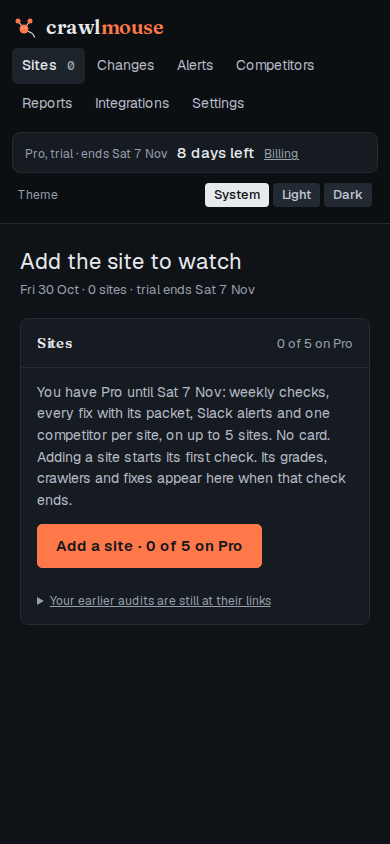 crawlmouse
Sites 0 Changes Alerts Competitors
Reports Integrations Settings
Pro, trial · ends Sat 7 Nov 8 days left Billing
Theme System Light Dark
Add the site to watch
Fri 30 Oct · 0 sites · trial ends Sat 7 Nov
Sites 0 of 5 on Pro
You have Pro until Sat 7 Nov: weekly checks,
every fix with its packet, Slack alerts and one
competitor per site, on up to 5 sites. No card.
Adding a site starts its first check. Its grades,
crawlers and fixes appear here when that check
ends.
Add a site · 0 of 5 on Pro
Your earlier audits are still at their links